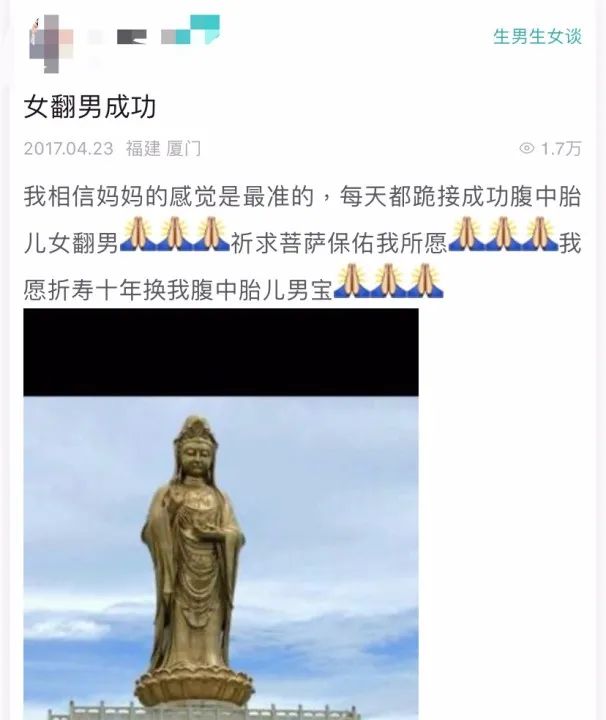 生男生女谈
女翻男成功
2017.04.23 福建 厦门 1.7万
我相信妈妈的感觉是最准的，每天都跪接成功腹中胎
儿女翻男🙏🙏🙏祈求菩萨保佑我所愿🙏🙏🙏我
愿折寿十年换我腹中胎儿男宝🙏🙏🙏